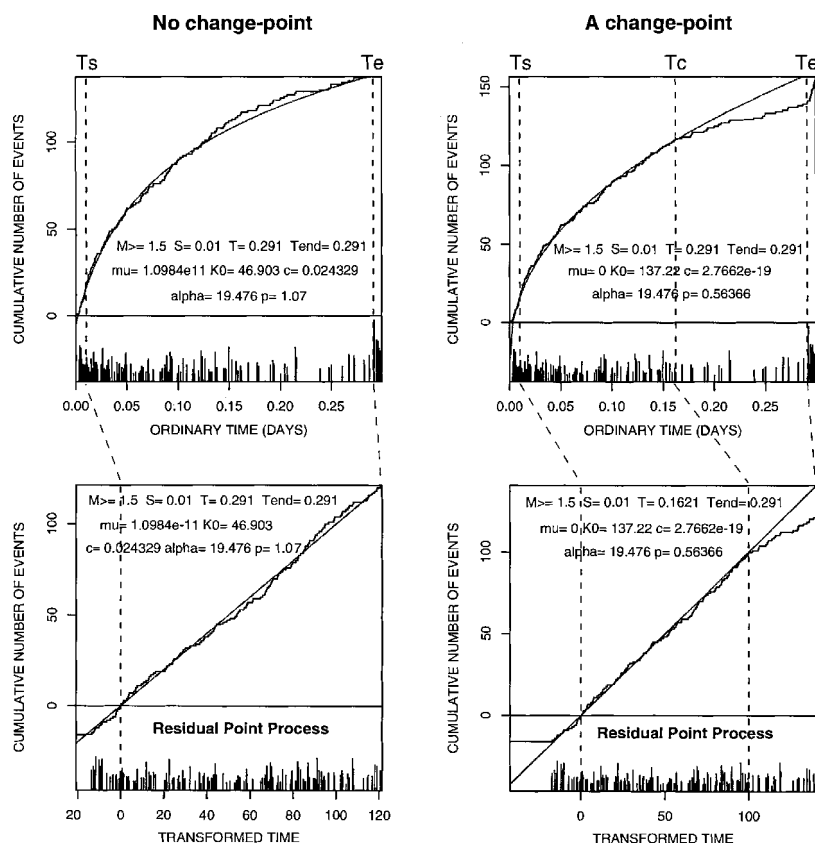 No change-point
A change-point
Ts
Te
Ts
Tc
Te
CUMULATIVE NUMBER OF EVENTS
0
50
100
M>= 1.5 S= 0.01 T= 0.291 Tend= 0.291
mu= 1.0984e11 K0= 46.903 c= 0.024329
alpha= 19.476 p= 1.07
0.00 0.05 0.10 0.15 0.20 0.25
ORDINARY TIME (DAYS)
CUMULATIVE NUMBER OF EVENTS
0
50
100
150
M>= 1.5 S= 0.01 T= 0.291 Tend= 0.291
mu= 0 K0= 137.22 c= 2.7662e-19
alpha= 19.476 p= 0.56366
0.00 0.05 0.10 0.15 0.20 0.25
ORDINARY TIME (DAYS)
CUMULATIVE NUMBER OF EVENTS
0
50
100
M>= 1.5 S= 0.01 T= 0.291 Tend= 0.291
mu= 1.0984e-11 K0= 46.903
c= 0.024329 alpha= 19.476 p= 1.07
Residual Point Process
20 0 20 40 60 80 100 120
TRANSFORMED TIME
CUMULATIVE NUMBER OF EVENTS
0
50
100
M>= 1.5 S= 0.01 T= 0.1621 Tend= 0.291
mu= 0 K0= 137.22 c= 2.7662e-19
alpha= 19.476 p= 0.56366
Residual Point Process
0 100
TRANSFORMED TIME